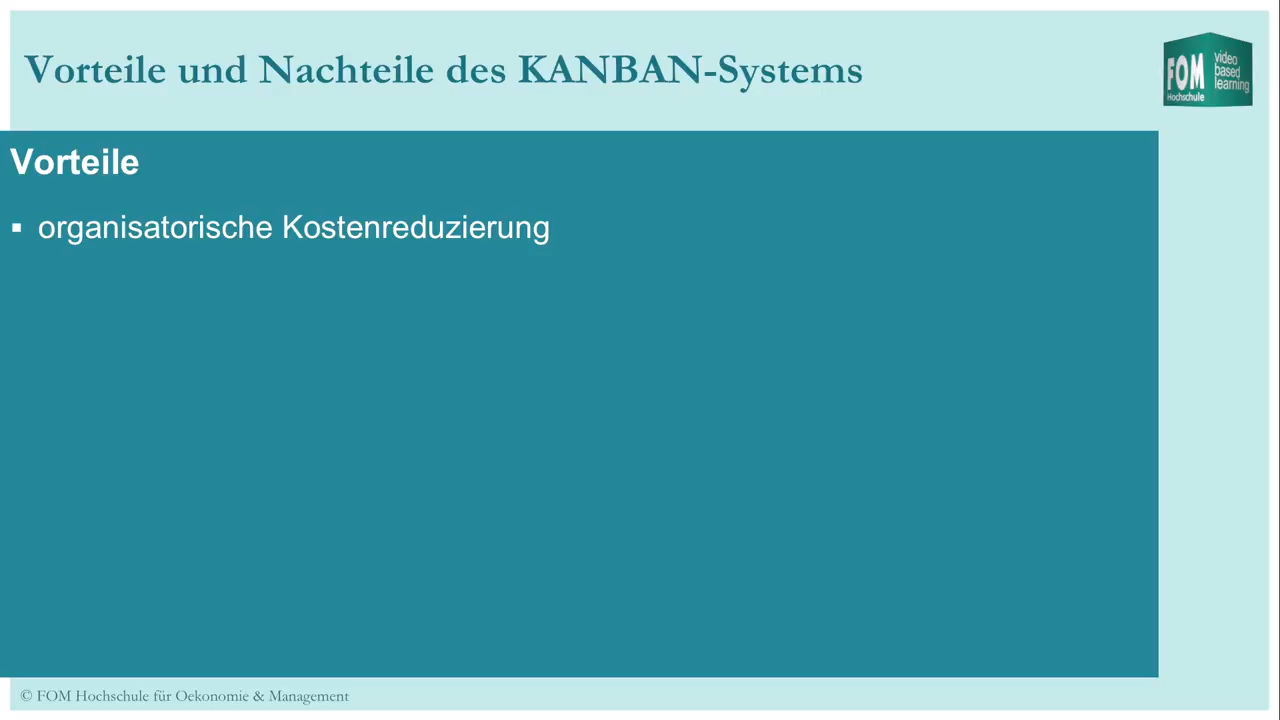 Vorteile und Nachteile des KANBAN-Systems
FOM
Hochschule
video
based
learning
Vorteile
▪ organisatorische Kostenreduzierung
© FOM Hochschule für Oekonomie & Management